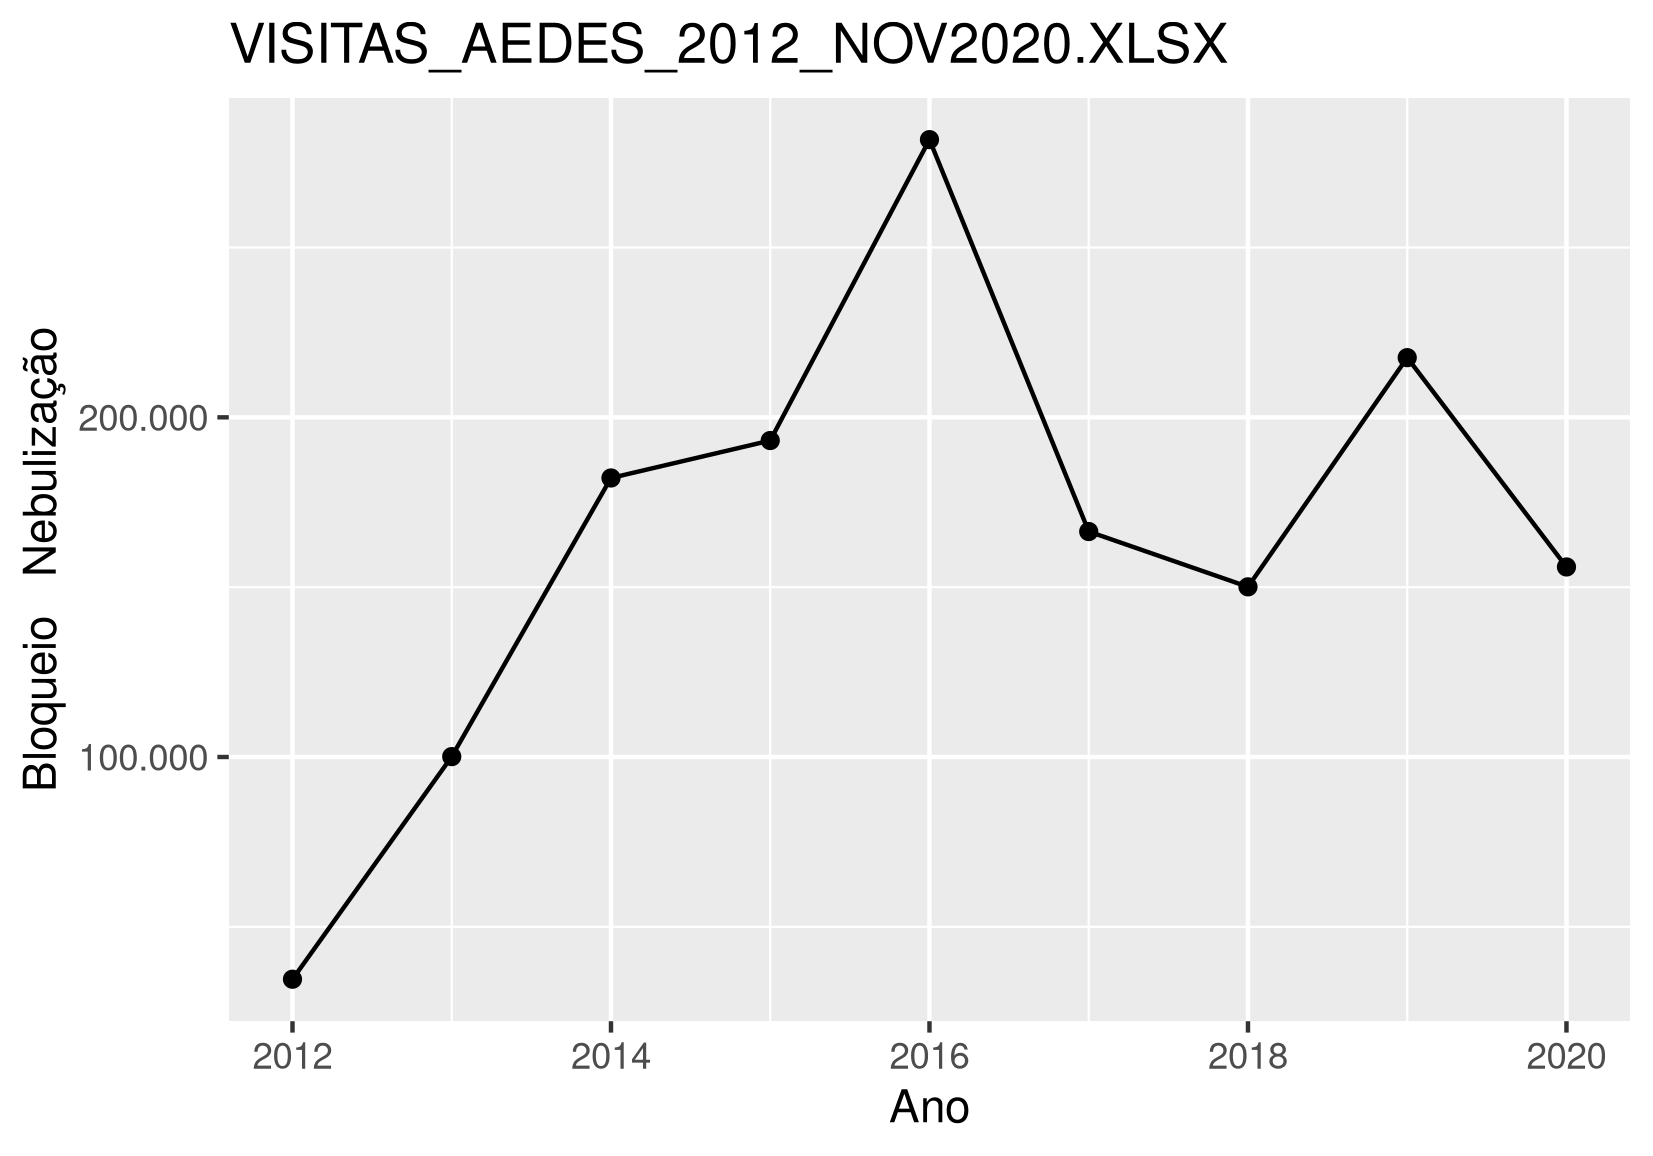 VISITAS_AEDES_2012_NOV2020.XLSX
Bloqueio Nebulização
200.000
100.000
2012 2014 2016 2018 2020
Ano